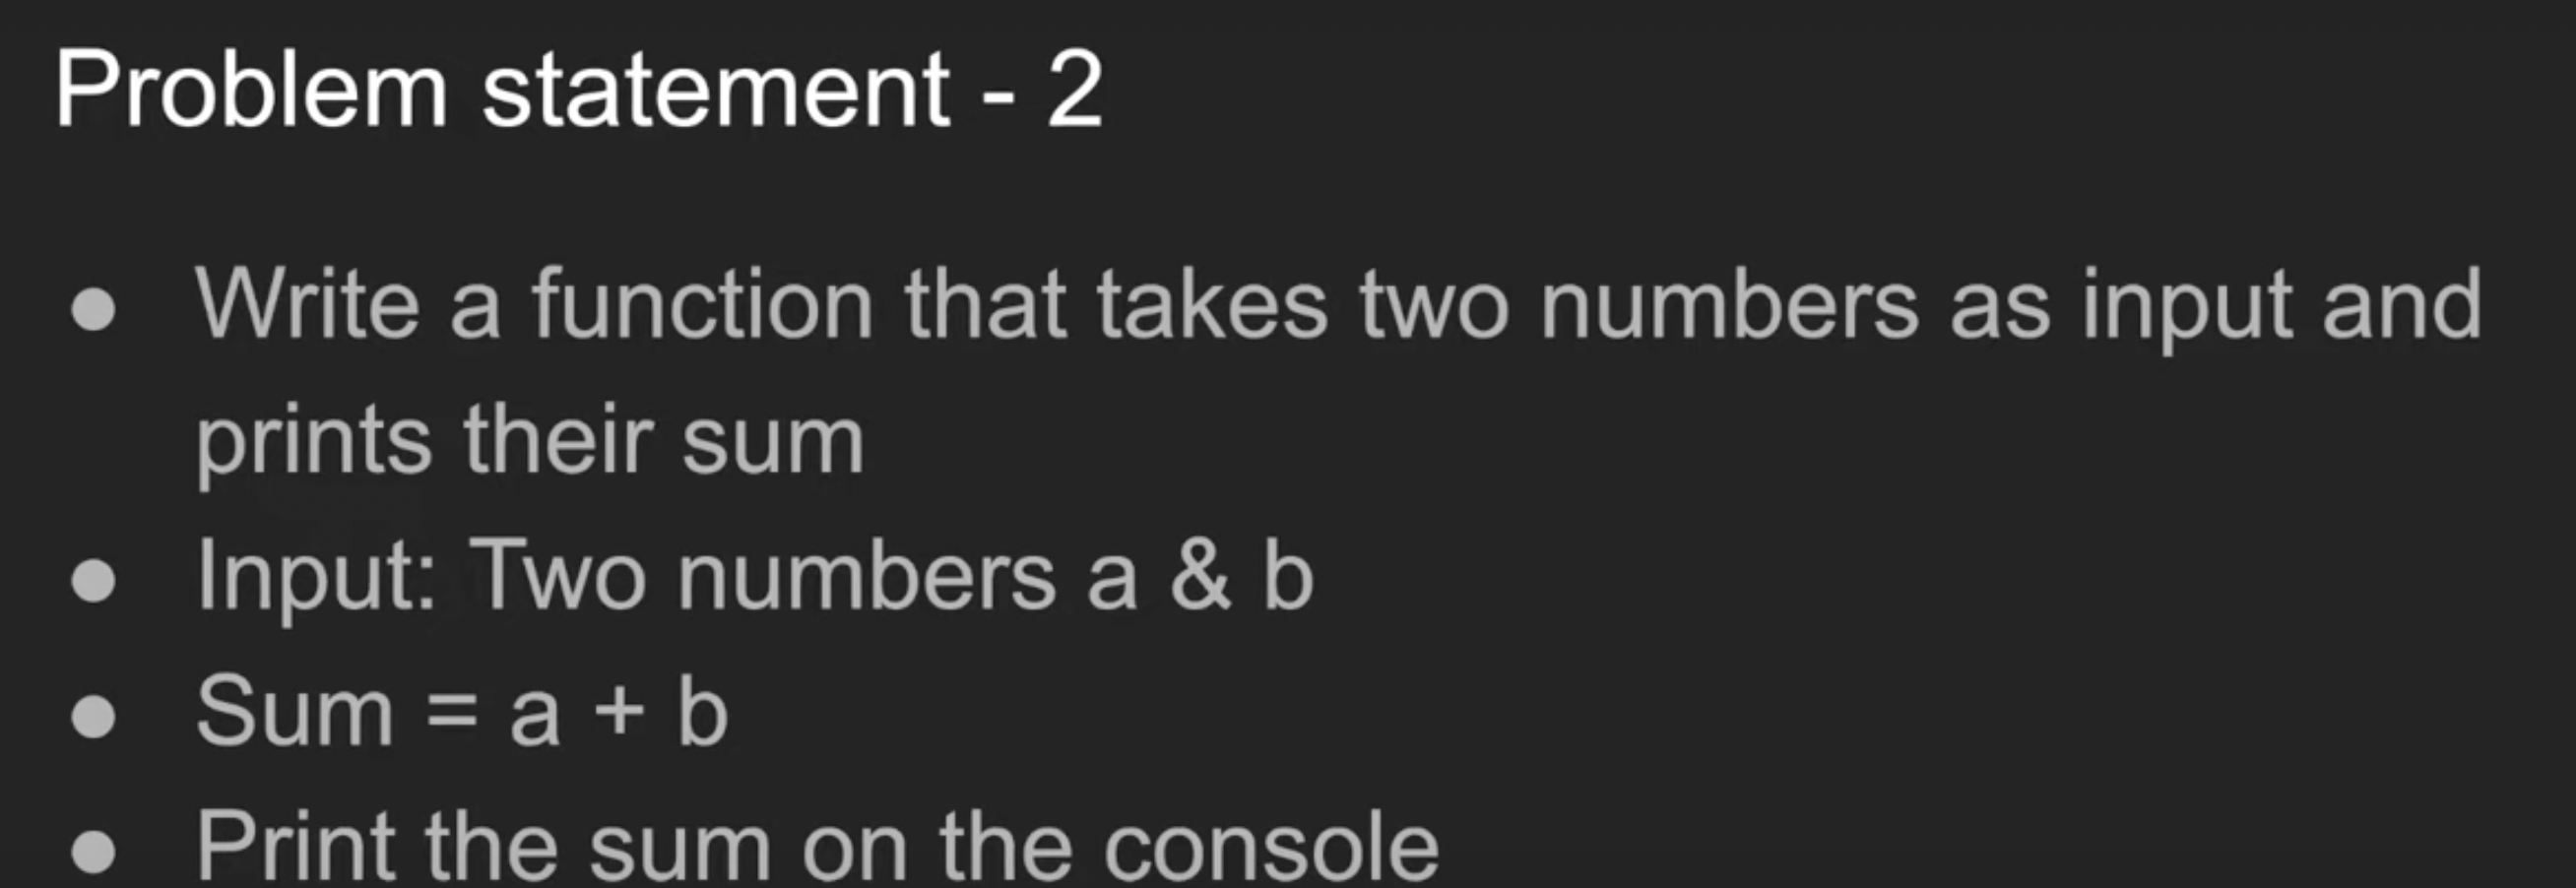 Problem statement - 2
● Write a function that takes two numbers as input and
prints their sum
● Input: Two numbers a & b
● Sum = a + b
● Print the sum on the console